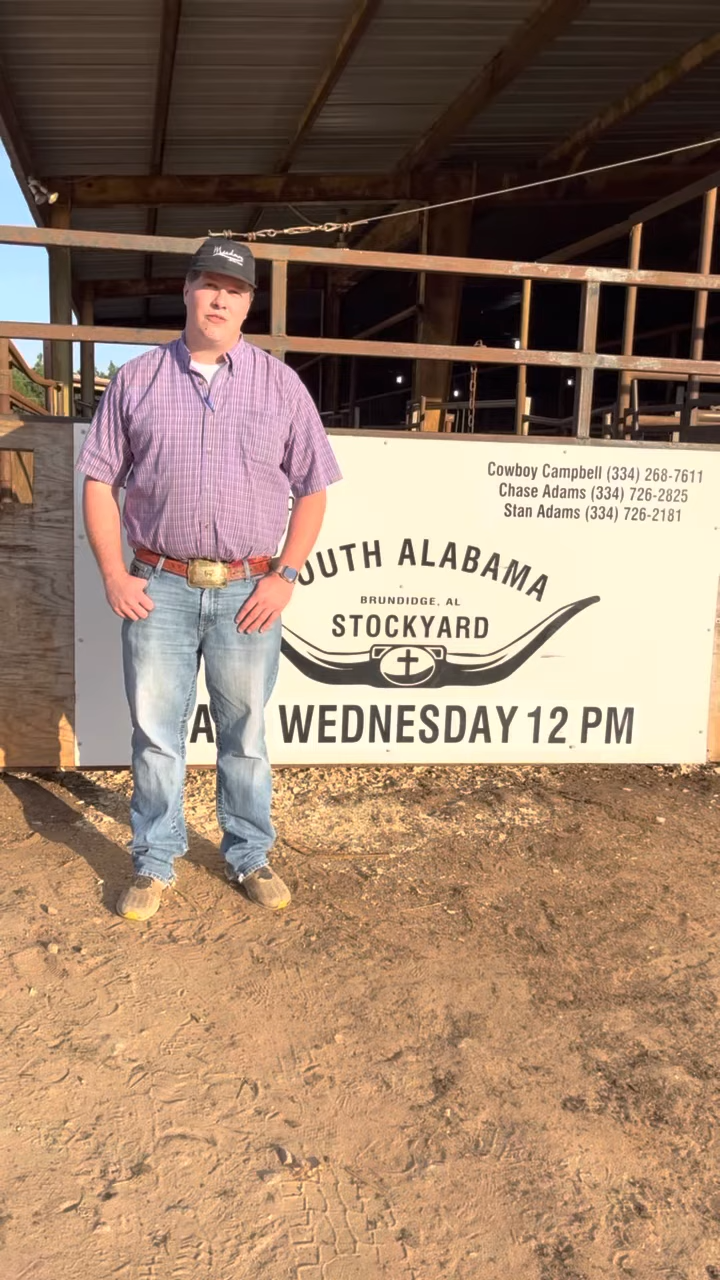 Cowboy Campbell (334) 268-7611
Chase Adams (334) 726-2825
Stan Adams (334) 726-2181
OUTH ALABAMA
BRUNDIDGE, AL
STOCKYARD
WEDNESDAY 12 PM